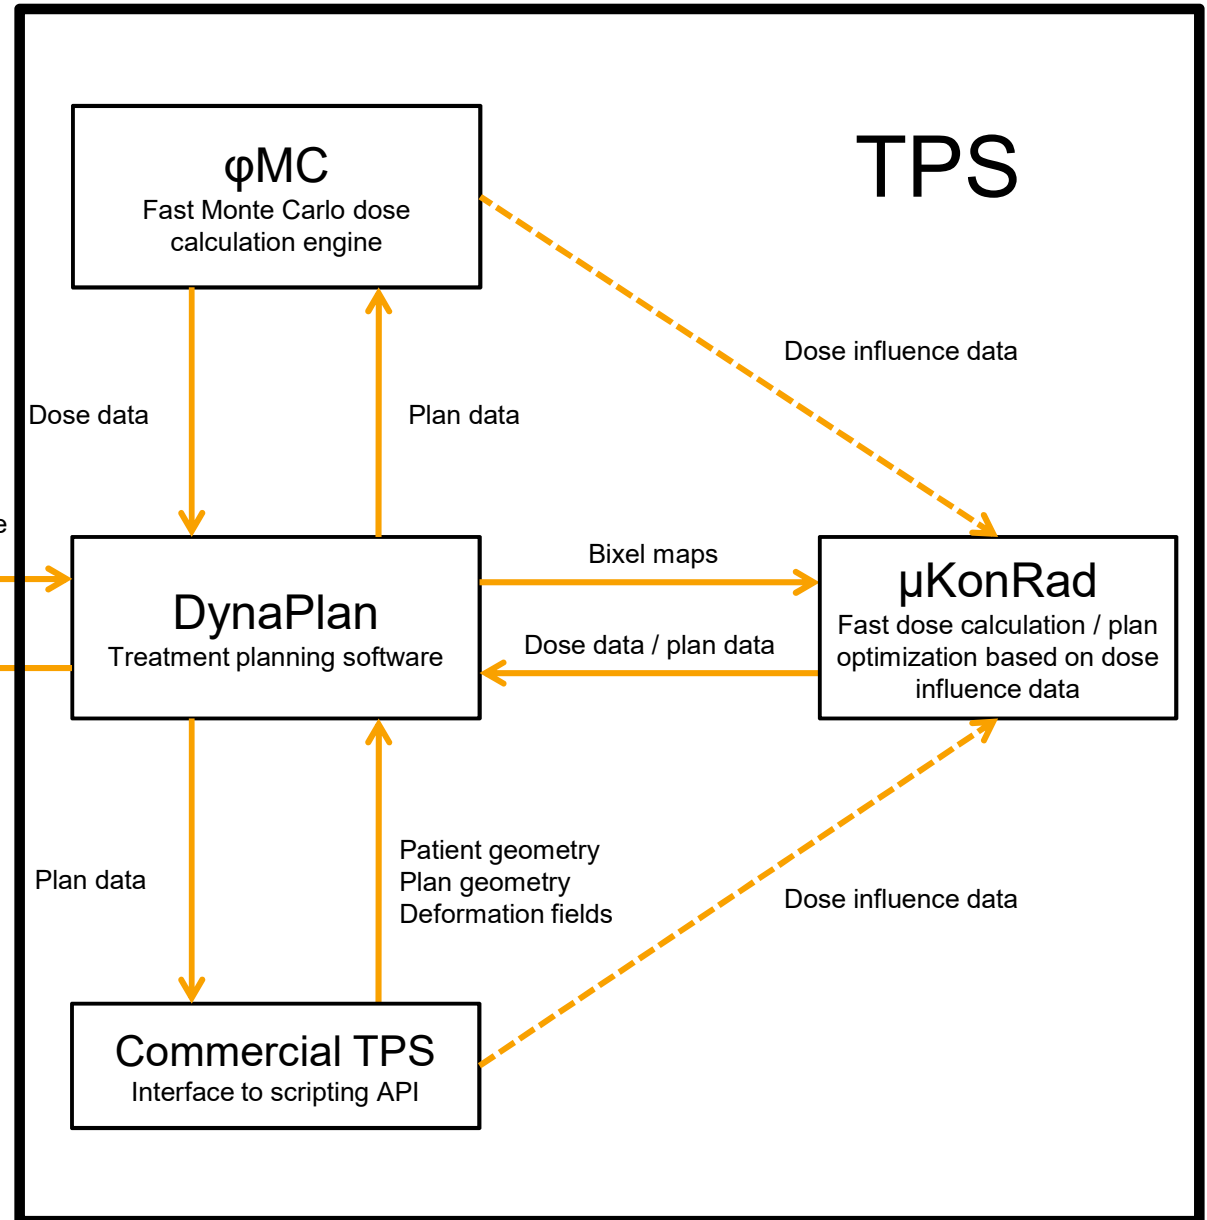 TPS
φMC
Fast Monte Carlo dose
calculation engine
Dose influence data
Dose data
Plan data
e
Bixel maps
DynaPlan
Treatment planning software
Dose data / plan data
μKonRad
Fast dose calculation / plan
optimization based on dose
influence data
Plan data
Patient geometry
Plan geometry
Deformation fields
Dose influence data
Commercial TPS
Interface to scripting API